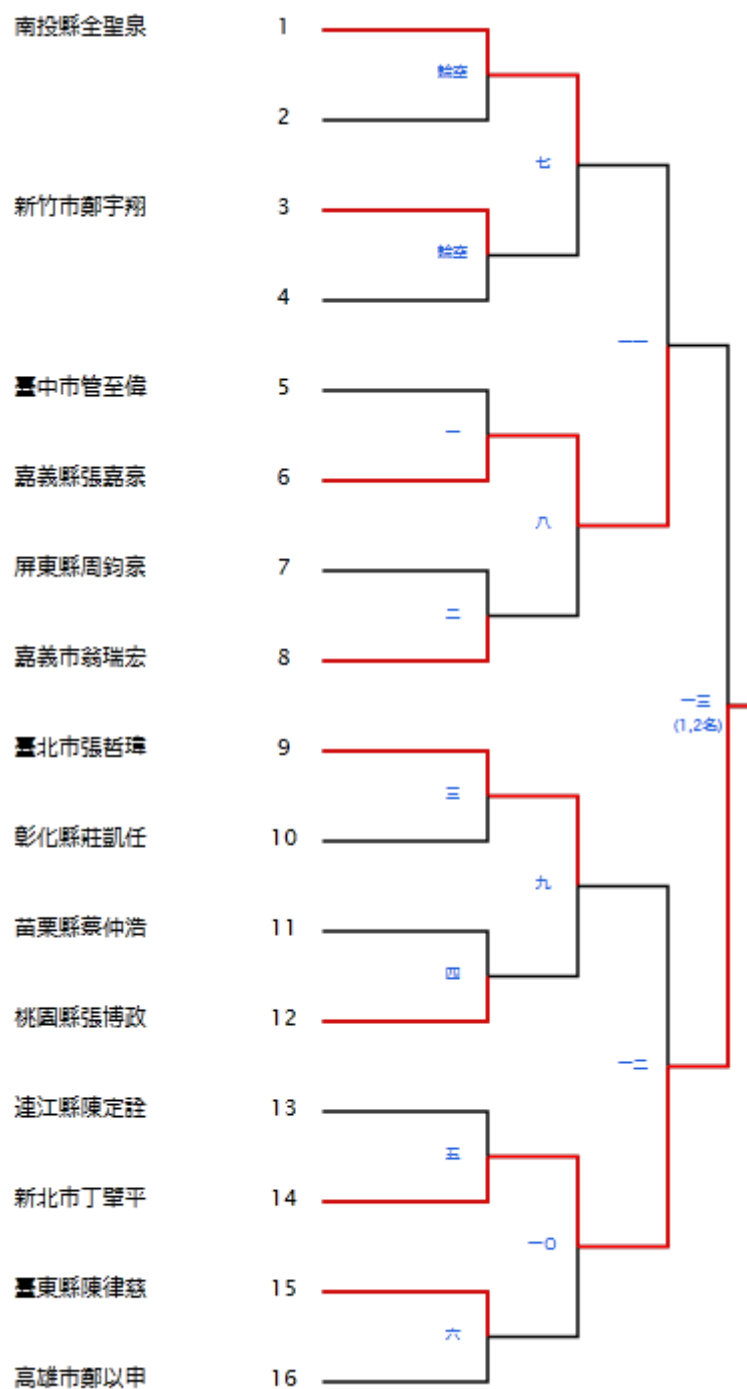 南投縣全聖泉 1
輪空
2
七
新竹市鄭宇翔 3
輪空
4
一一
臺中市管至偉 5
一
嘉義縣張嘉豪 6
八
屏東縣周鈞豪 7
二
嘉義市翁瑞宏 8
一三
(1,2名)
臺北市張哲瑋 9
三
彰化縣莊凱任 10
九
苗栗縣蔡仲浩 11
四
桃園縣張博政 12
一二
連江縣陳定詮 13
五
新北市丁肇平 14
一0
臺東縣陳律慈 15
六
高雄市鄭以申 16